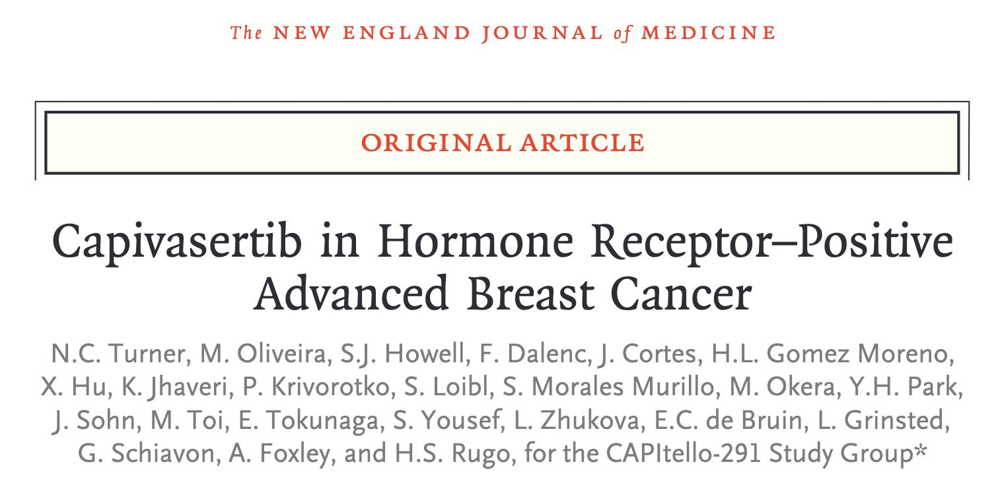 The NEW ENGLAND JOURNAL of MEDICINE
ORIGINAL ARTICLE
Capivasertib in Hormone Receptor–Positive
Advanced Breast Cancer
N.C. Turner, M. Oliveira, S.J. Howell, F. Dalenc, J. Cortes, H.L. Gomez Moreno,
X. Hu, K. Jhaveri, P. Krivorotko, S. Loibl, S. Morales Murillo, M. Okera, Y.H. Park,
J. Sohn, M. Toi, E. Tokunaga, S. Yousef, L. Zhukova, E.C. de Bruin, L. Grinsted,
G. Schiavon, A. Foxley, and H.S. Rugo, for the CAPItello-291 Study Group*